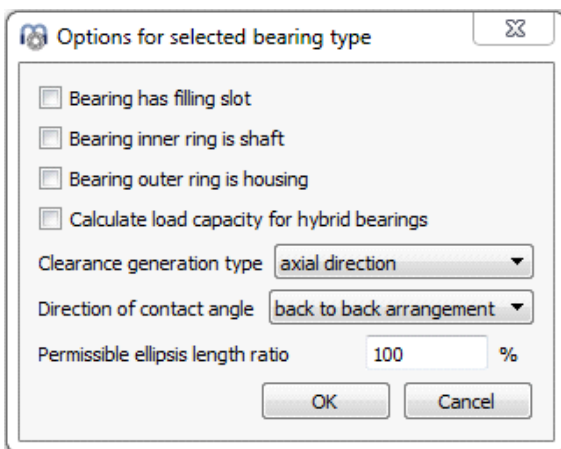 Options for selected bearing type
Bearing has filling slot
Bearing inner ring is shaft
Bearing outer ring is housing
Calculate load capacity for hybrid bearings
Clearance generation type axial direction
Direction of contact angle back to back arrangement
Permissible ellipsis length ratio 100 %
OK Cancel